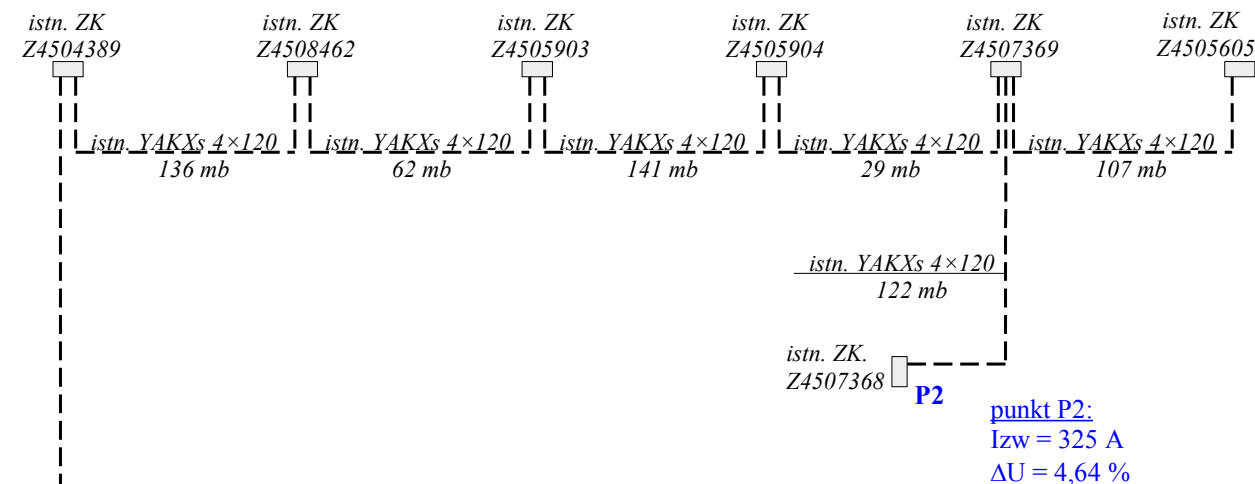 istn. ZK
Z4504389
istn. ZK
Z4508462
istn. ZK
Z4505903
istn. ZK
Z4505904
istn. ZK
Z4507369
istn. ZK
Z4505605
istn. YAKXs 4×120
136 mb
istn. YAKXs 4×120
62 mb
istn. YAKXs 4×120
141 mb
istn. YAKXs 4×120
29 mb
istn. YAKXs 4×120
107 mb
istn. YAKXs 4×120
122 mb
istn. ZK.
Z4507368
P2
punkt P2:
Izw = 325 A
ΔU = 4,64 %